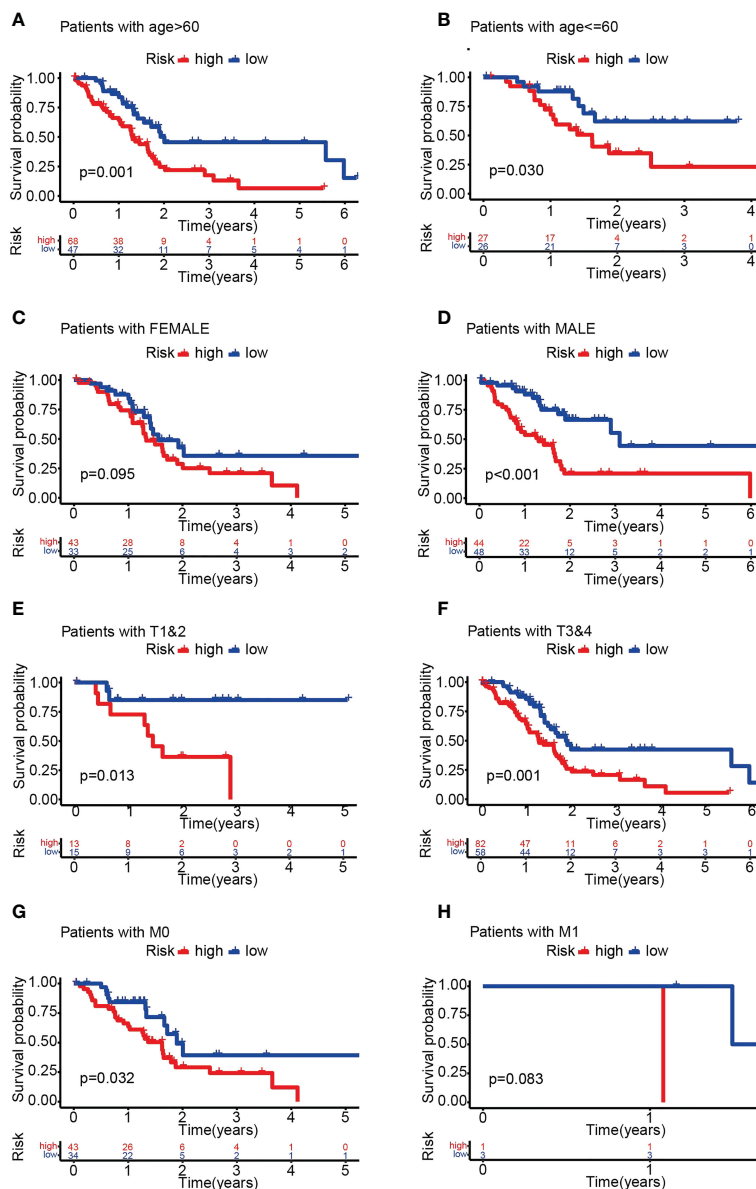 A
Patients with age>60
Risk high low
Survival probability
1.00
0.75
0.50
0.25
0.00
p=0.001
0 1 2 3 4 5 6
Time(years)
Risk
high 68 38 9 4 1 1 0
low 47 32 11 7 5 4 1
0 1 2 3 4 5 6
Time(years)
B
Patients with age<=60
Risk high low
Survival probability
1.00
0.75
0.50
0.25
0.00
p=0.030
0 1 2 3 4
Time(years)
Risk
high 27 17 4 2 1
low 26 21 7 3 0
0 1 2 3 4
Time(years)
C
Patients with FEMALE
Risk high low
Survival probability
1.00
0.75
0.50
0.25
0.00
p=0.095
0 1 2 3 4 5
Time(years)
Risk
high 43 28 8 4 1 0
low 33 25 6 4 3 2
0 1 2 3 4 5
Time(years)
D
Patients with MALE
Risk high low
Survival probability
1.00
0.75
0.50
0.25
0.00
p<0.001
0 1 2 3 4 5 6
Time(years)
Risk
high 44 22 5 3 1 1 0
low 48 33 12 5 2 2 1
0 1 2 3 4 5 6
Time(years)
E
Patients with T1&2
Risk high low
Survival probability
1.00
0.75
0.50
0.25
0.00
p=0.013
0 1 2 3 4 5
Time(years)
Risk
high 13 8 2 0 0 0
low 15 9 6 3 2 1
0 1 2 3 4 5
Time(years)
F
Patients with T3&4
Risk high low
Survival probability
1.00
0.75
0.50
0.25
0.00
p=0.001
0 1 2 3 4 5 6
Time(years)
Risk
high 82 47 11 6 2 1 0
low 58 44 12 7 3 3 1
0 1 2 3 4 5 6
Time(years)
G
Patients with M0
Risk high low
Survival probability
1.00
0.75
0.50
0.25
0.00
p=0.032
0 1 2 3 4 5
Time(years)
Risk
high 43 26 6 4 1 0
low 34 22 5 2 1 1
0 1 2 3 4 5
Time(years)
H
Patients with M1
Risk high low
Survival probability
1.00
0.75
0.50
0.25
0.00
p=0.083
0 1
Time(years)
Risk
high 1 1
low 3 3
0 1
Time(years)